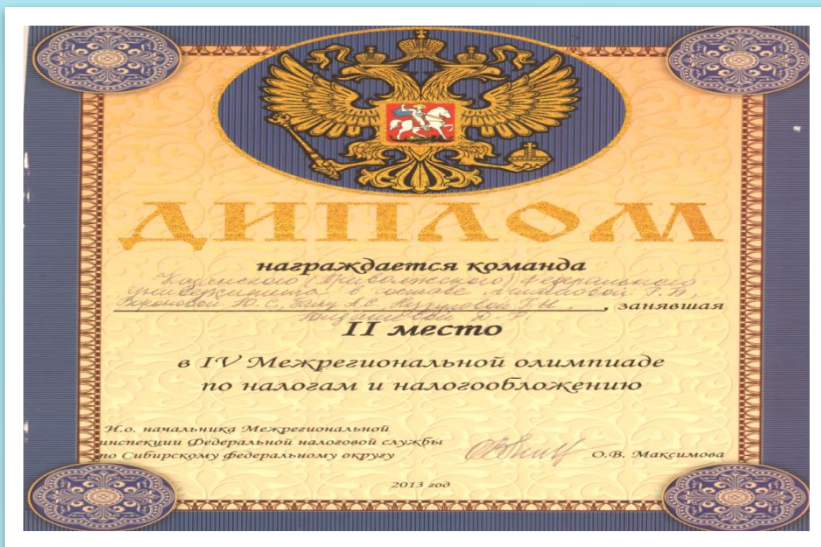 ДИПЛОМ
награждается команда
Казанского (Приволжского) федерального
университета в составе
Ю.С., А.В. Т.Н. , занявшая
II место
в IV Межрегиональной олимпиаде
по налогам и налогообложению
И.о. начальника Межрегиональной
инспекции Федеральной налоговой службы
по Сибирскому федеральному округу О.В. Максимова
2013 год